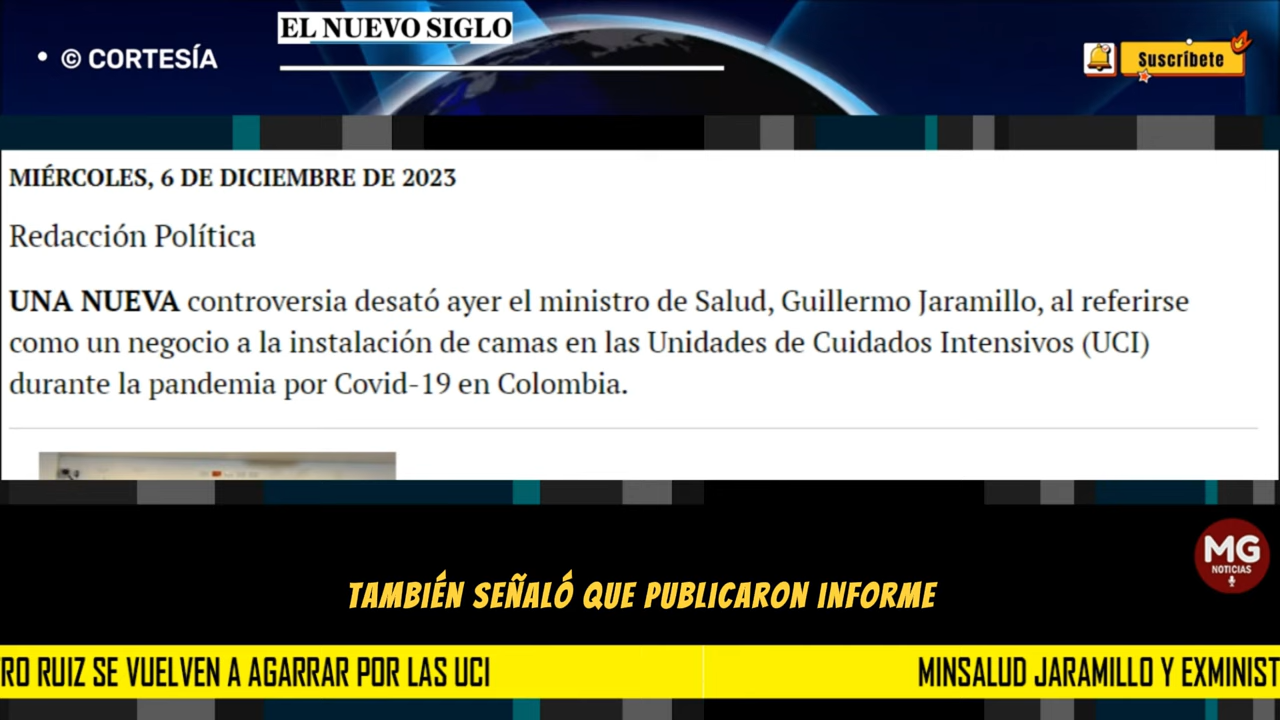 EL NUEVO SIGLO
• © CORTESÍA
Suscríbete
MIÉRCOLES, 6 DE DICIEMBRE DE 2023
Redacción Política
UNA NUEVA controversia desató ayer el ministro de Salud, Guillermo Jaramillo, al referirse
como un negocio a la instalación de camas en las Unidades de Cuidados Intensivos (UCI)
durante la pandemia por Covid-19 en Colombia.
MG
NOTICIAS
TAMBIÉN SEÑALÓ QUE PUBLICARON INFORME
RO RUIZ SE VUELVEN A AGARRAR POR LAS UCI
MINSALUD JARAMILLO Y EXMINIST